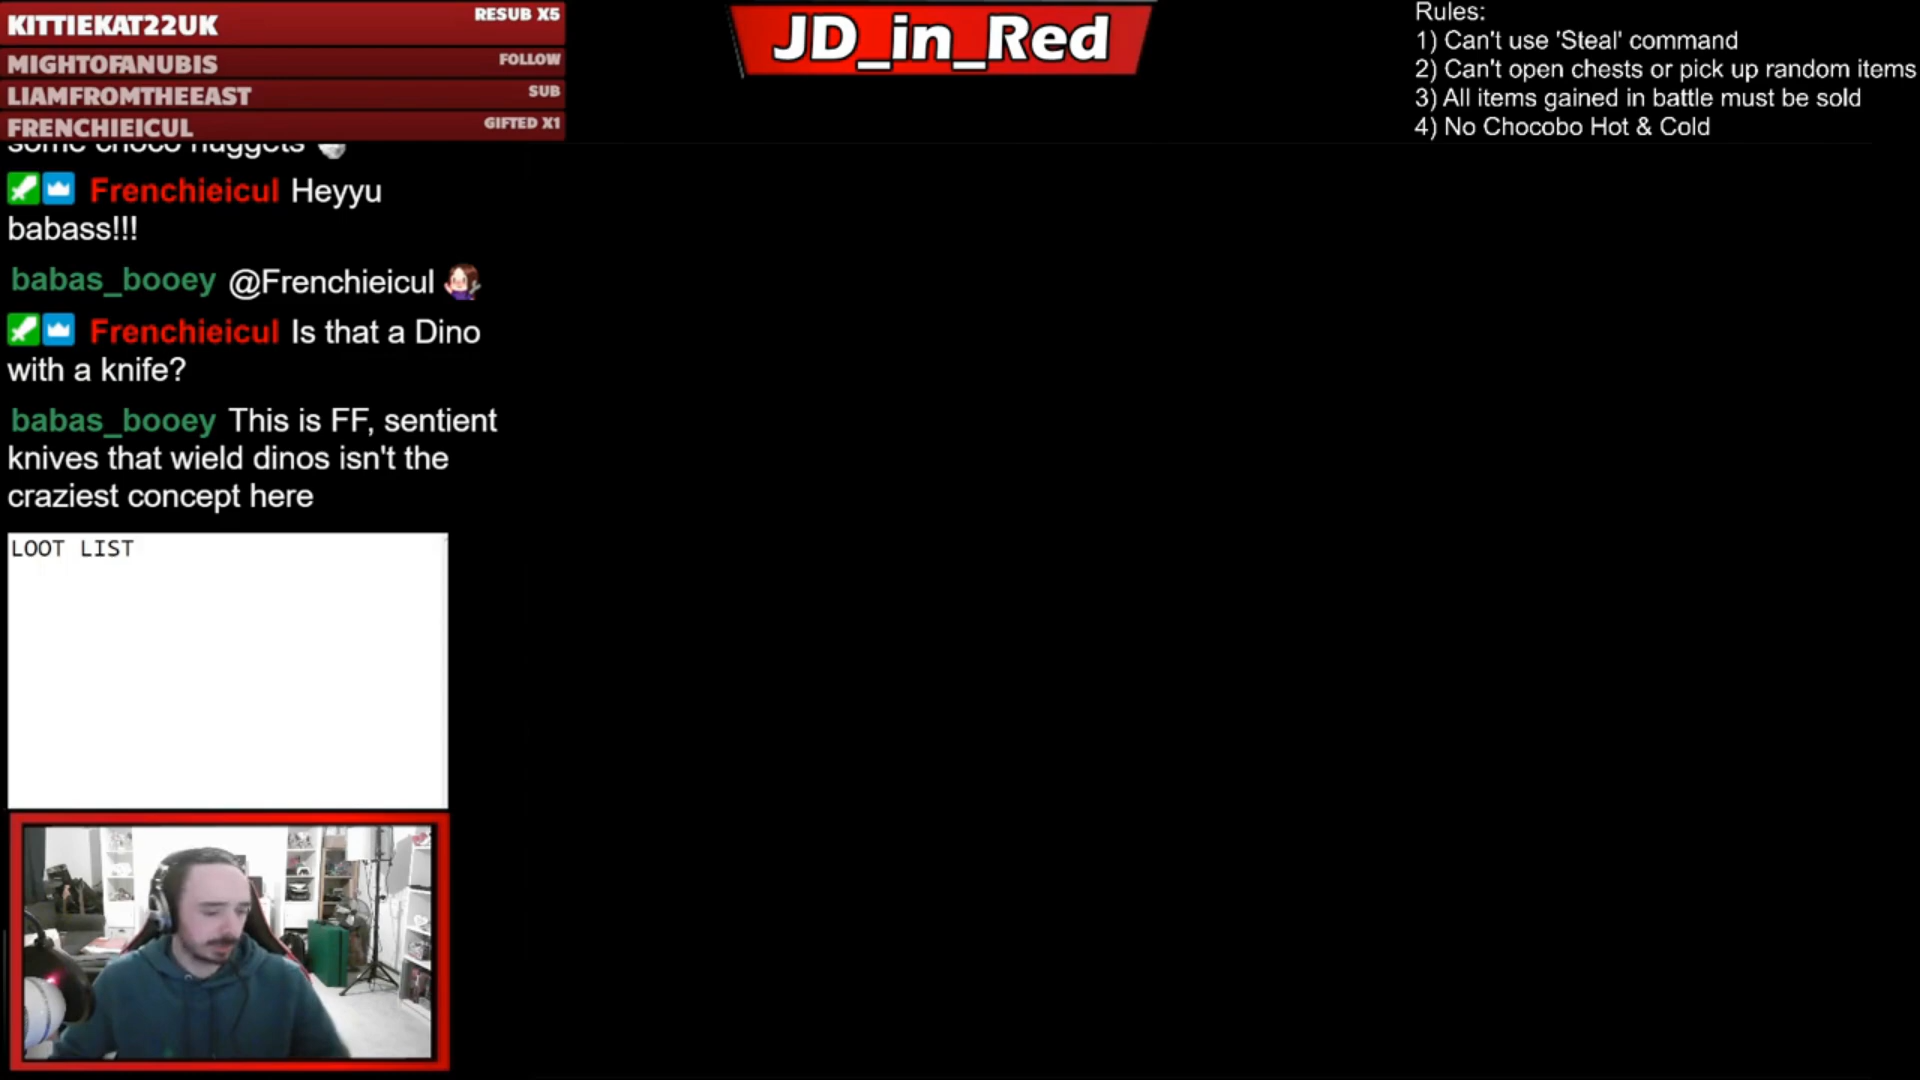 KITTIEKAT22UK RESUB X5
MIGHTOFANUBIS FOLLOW
LIAMFROMTHEEAST SUB
FRENCHIEICUL GIFTED X1
JD_in_Red
Rules:
1) Can't use 'Steal' command
2) Can't open chests or pick up random items
3) All items gained in battle must be sold
4) No Chocobo Hot & Cold
some choco nuggets
Frenchieicul Heyyu
babass!!!
babas_booey @Frenchieicul
Frenchieicul Is that a Dino
with a knife?
babas_booey This is FF, sentient
knives that wield dinos isn't the
craziest concept here
LOOT LIST